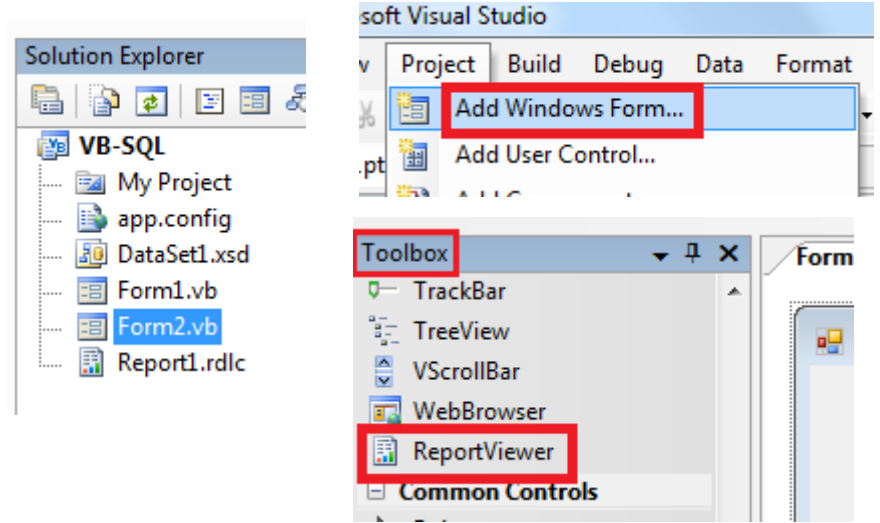 Solution Explorer
VB-SQL
My Project
app.config
DataSet1.xsd
Form1.vb
Form2.vb
Report1.rdlc
soft Visual Studio
w Project Build Debug Data Format
Add Windows Form...
.pt Add User Control...
Toolbox
TrackBar
TreeView
VScrollBar
WebBrowser
ReportViewer
Common Controls
Form